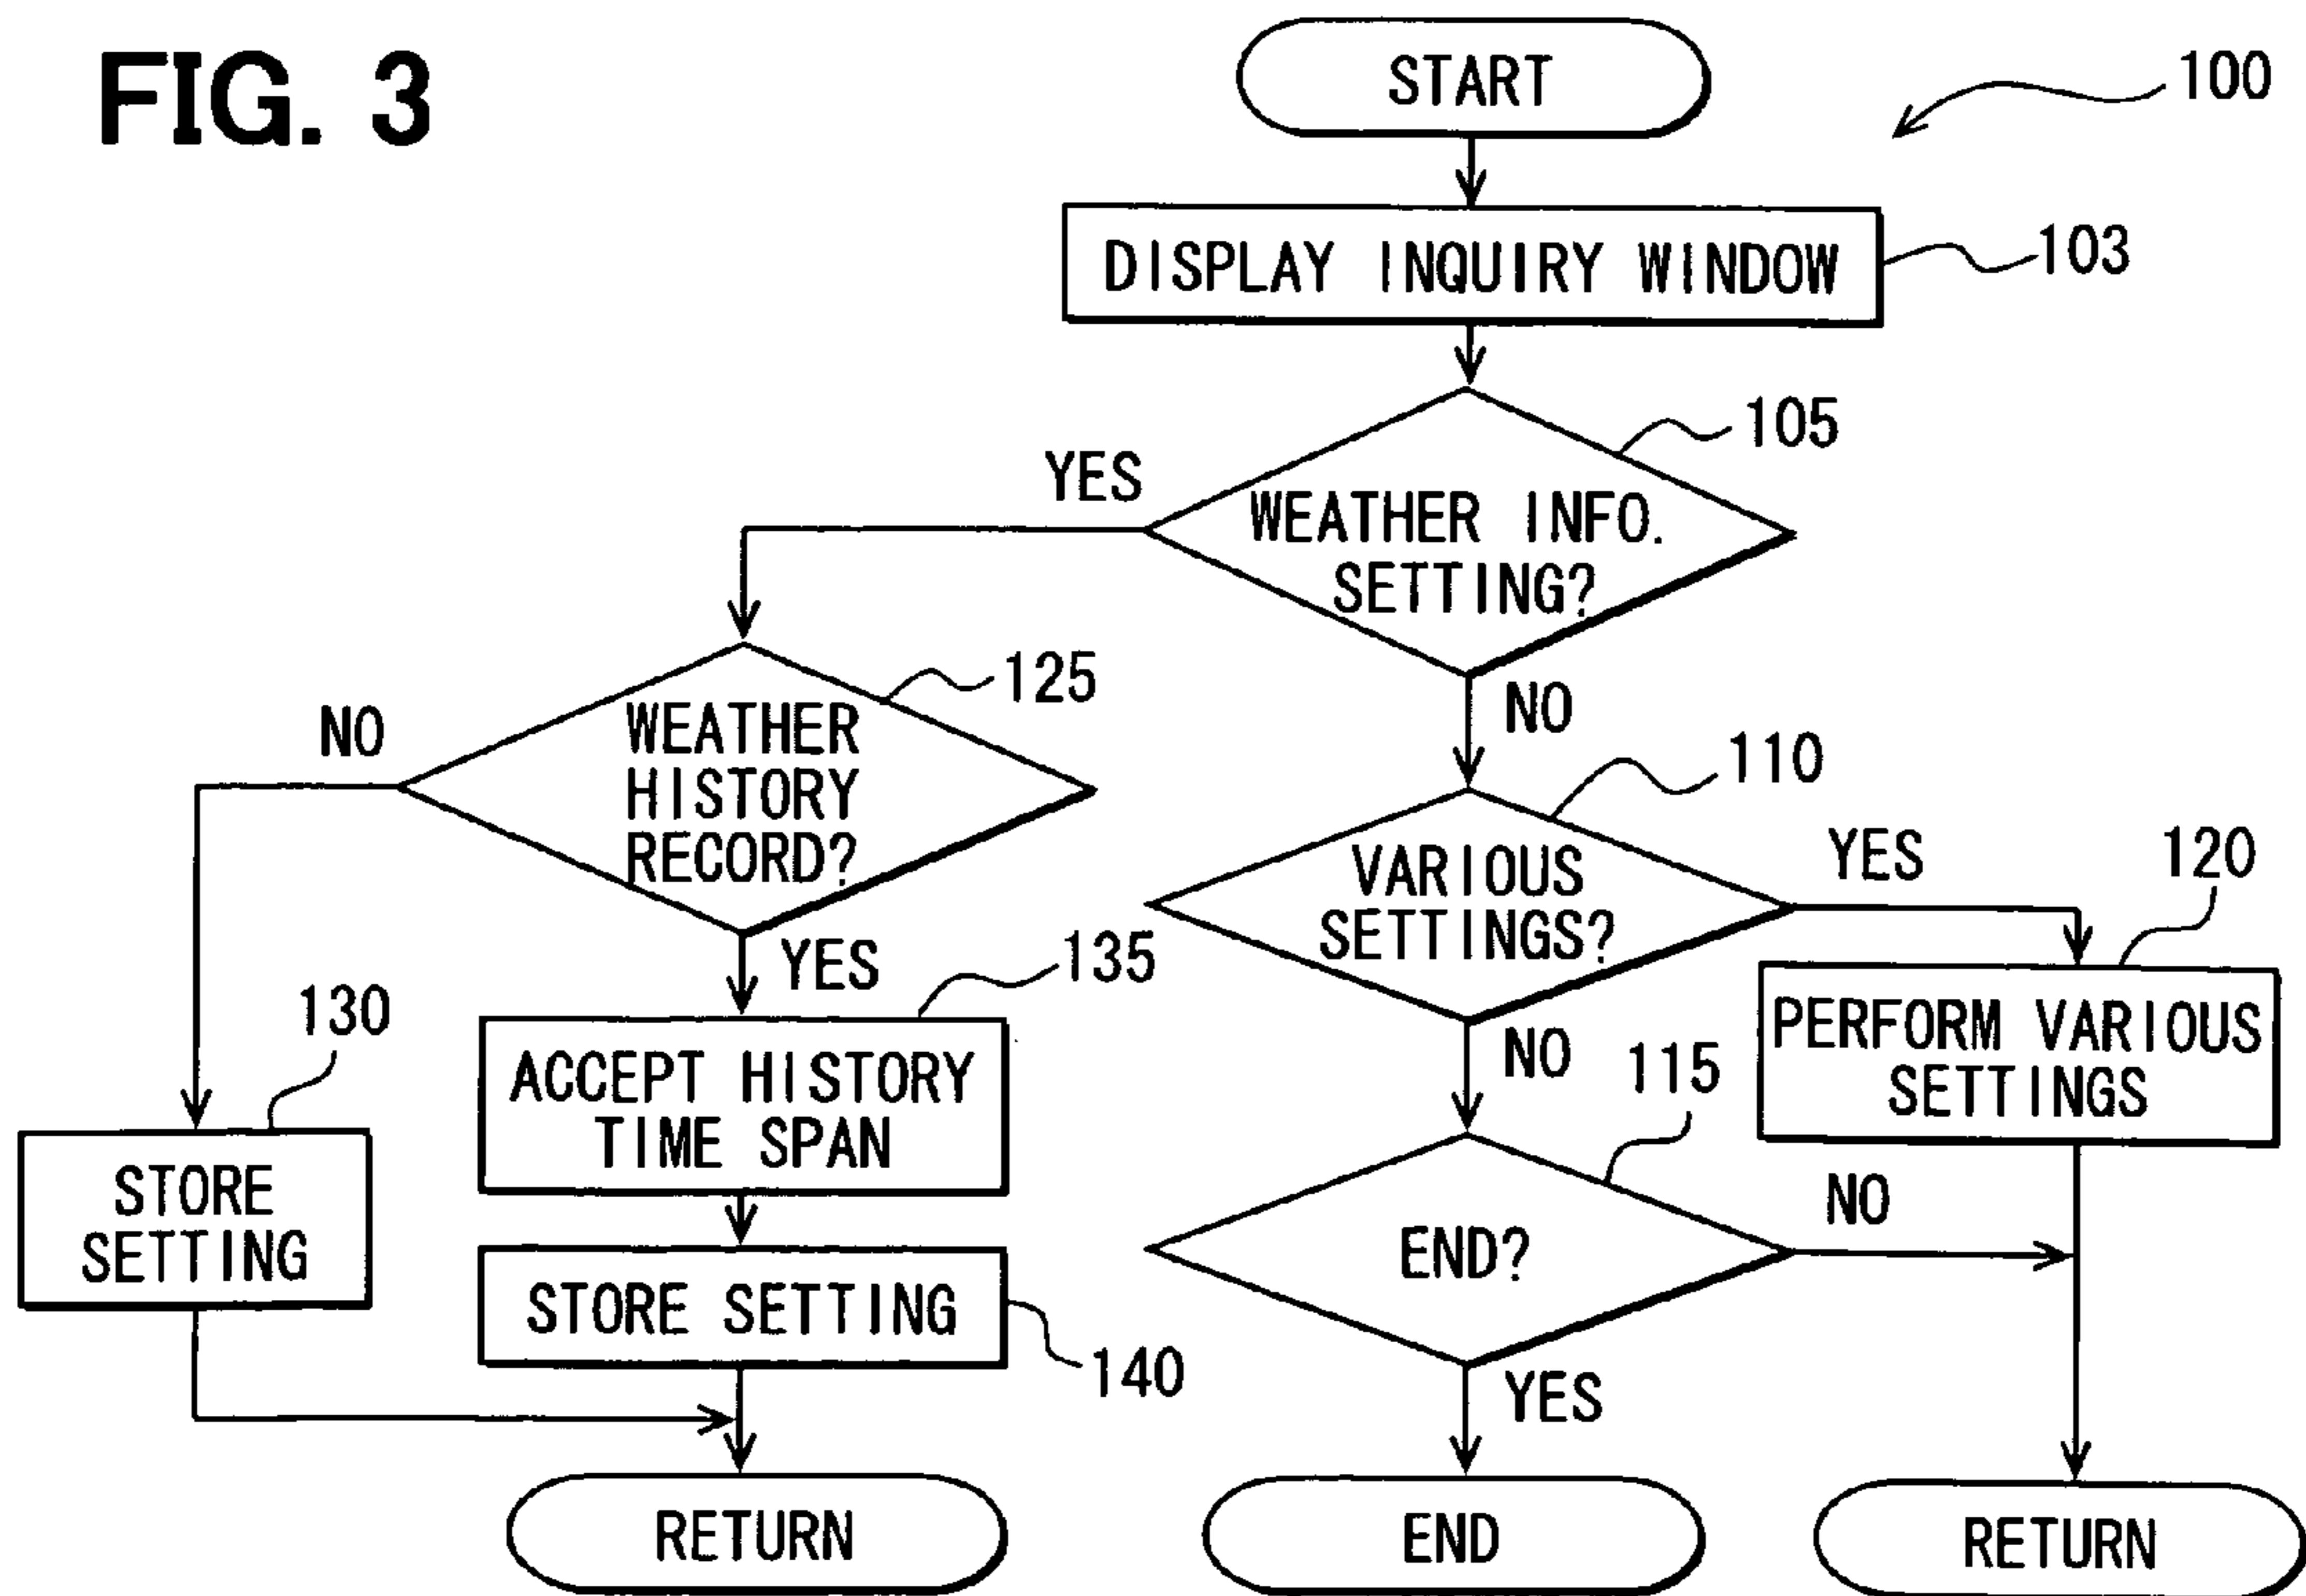 FIG. 3
START
100
DISPLAY INQUIRY WINDOW
103
105
YES
WEATHER INFO.
SETTING?
NO
125
NO
WEATHER
HISTORY
RECORD?
YES
110
VARIOUS
SETTINGS?
YES
120
PERFORM VARIOUS
SETTINGS
NO
115
END?
NO
YES
130
STORE
SETTING
135
ACCEPT HISTORY
TIME SPAN
STORE SETTING
140
RETURN
END
RETURN